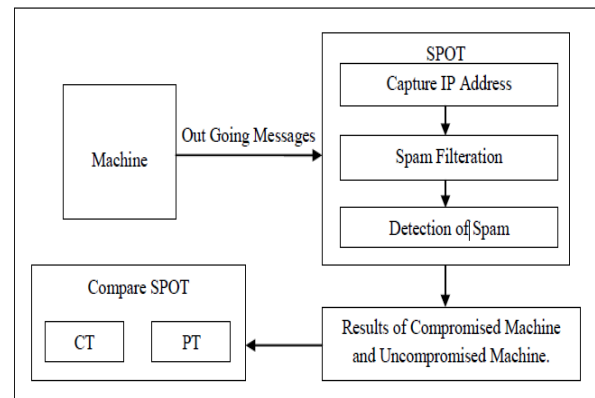 SPOT
Capture IP Address
Out Going Messages
Machine
Spam Filteration
Detection of Spam
Compare SPOT
CT
PT
Results of Compromised Machine
and Uncompromised Machine.